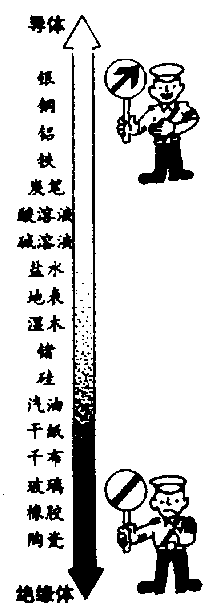 导体
银
铜
铝
铁
炭笔
酸溶液
碱溶液
盐水
地表
湿木
锗
硅
汽油
干纸
干布
玻璃
橡胶
陶瓷
绝缘体